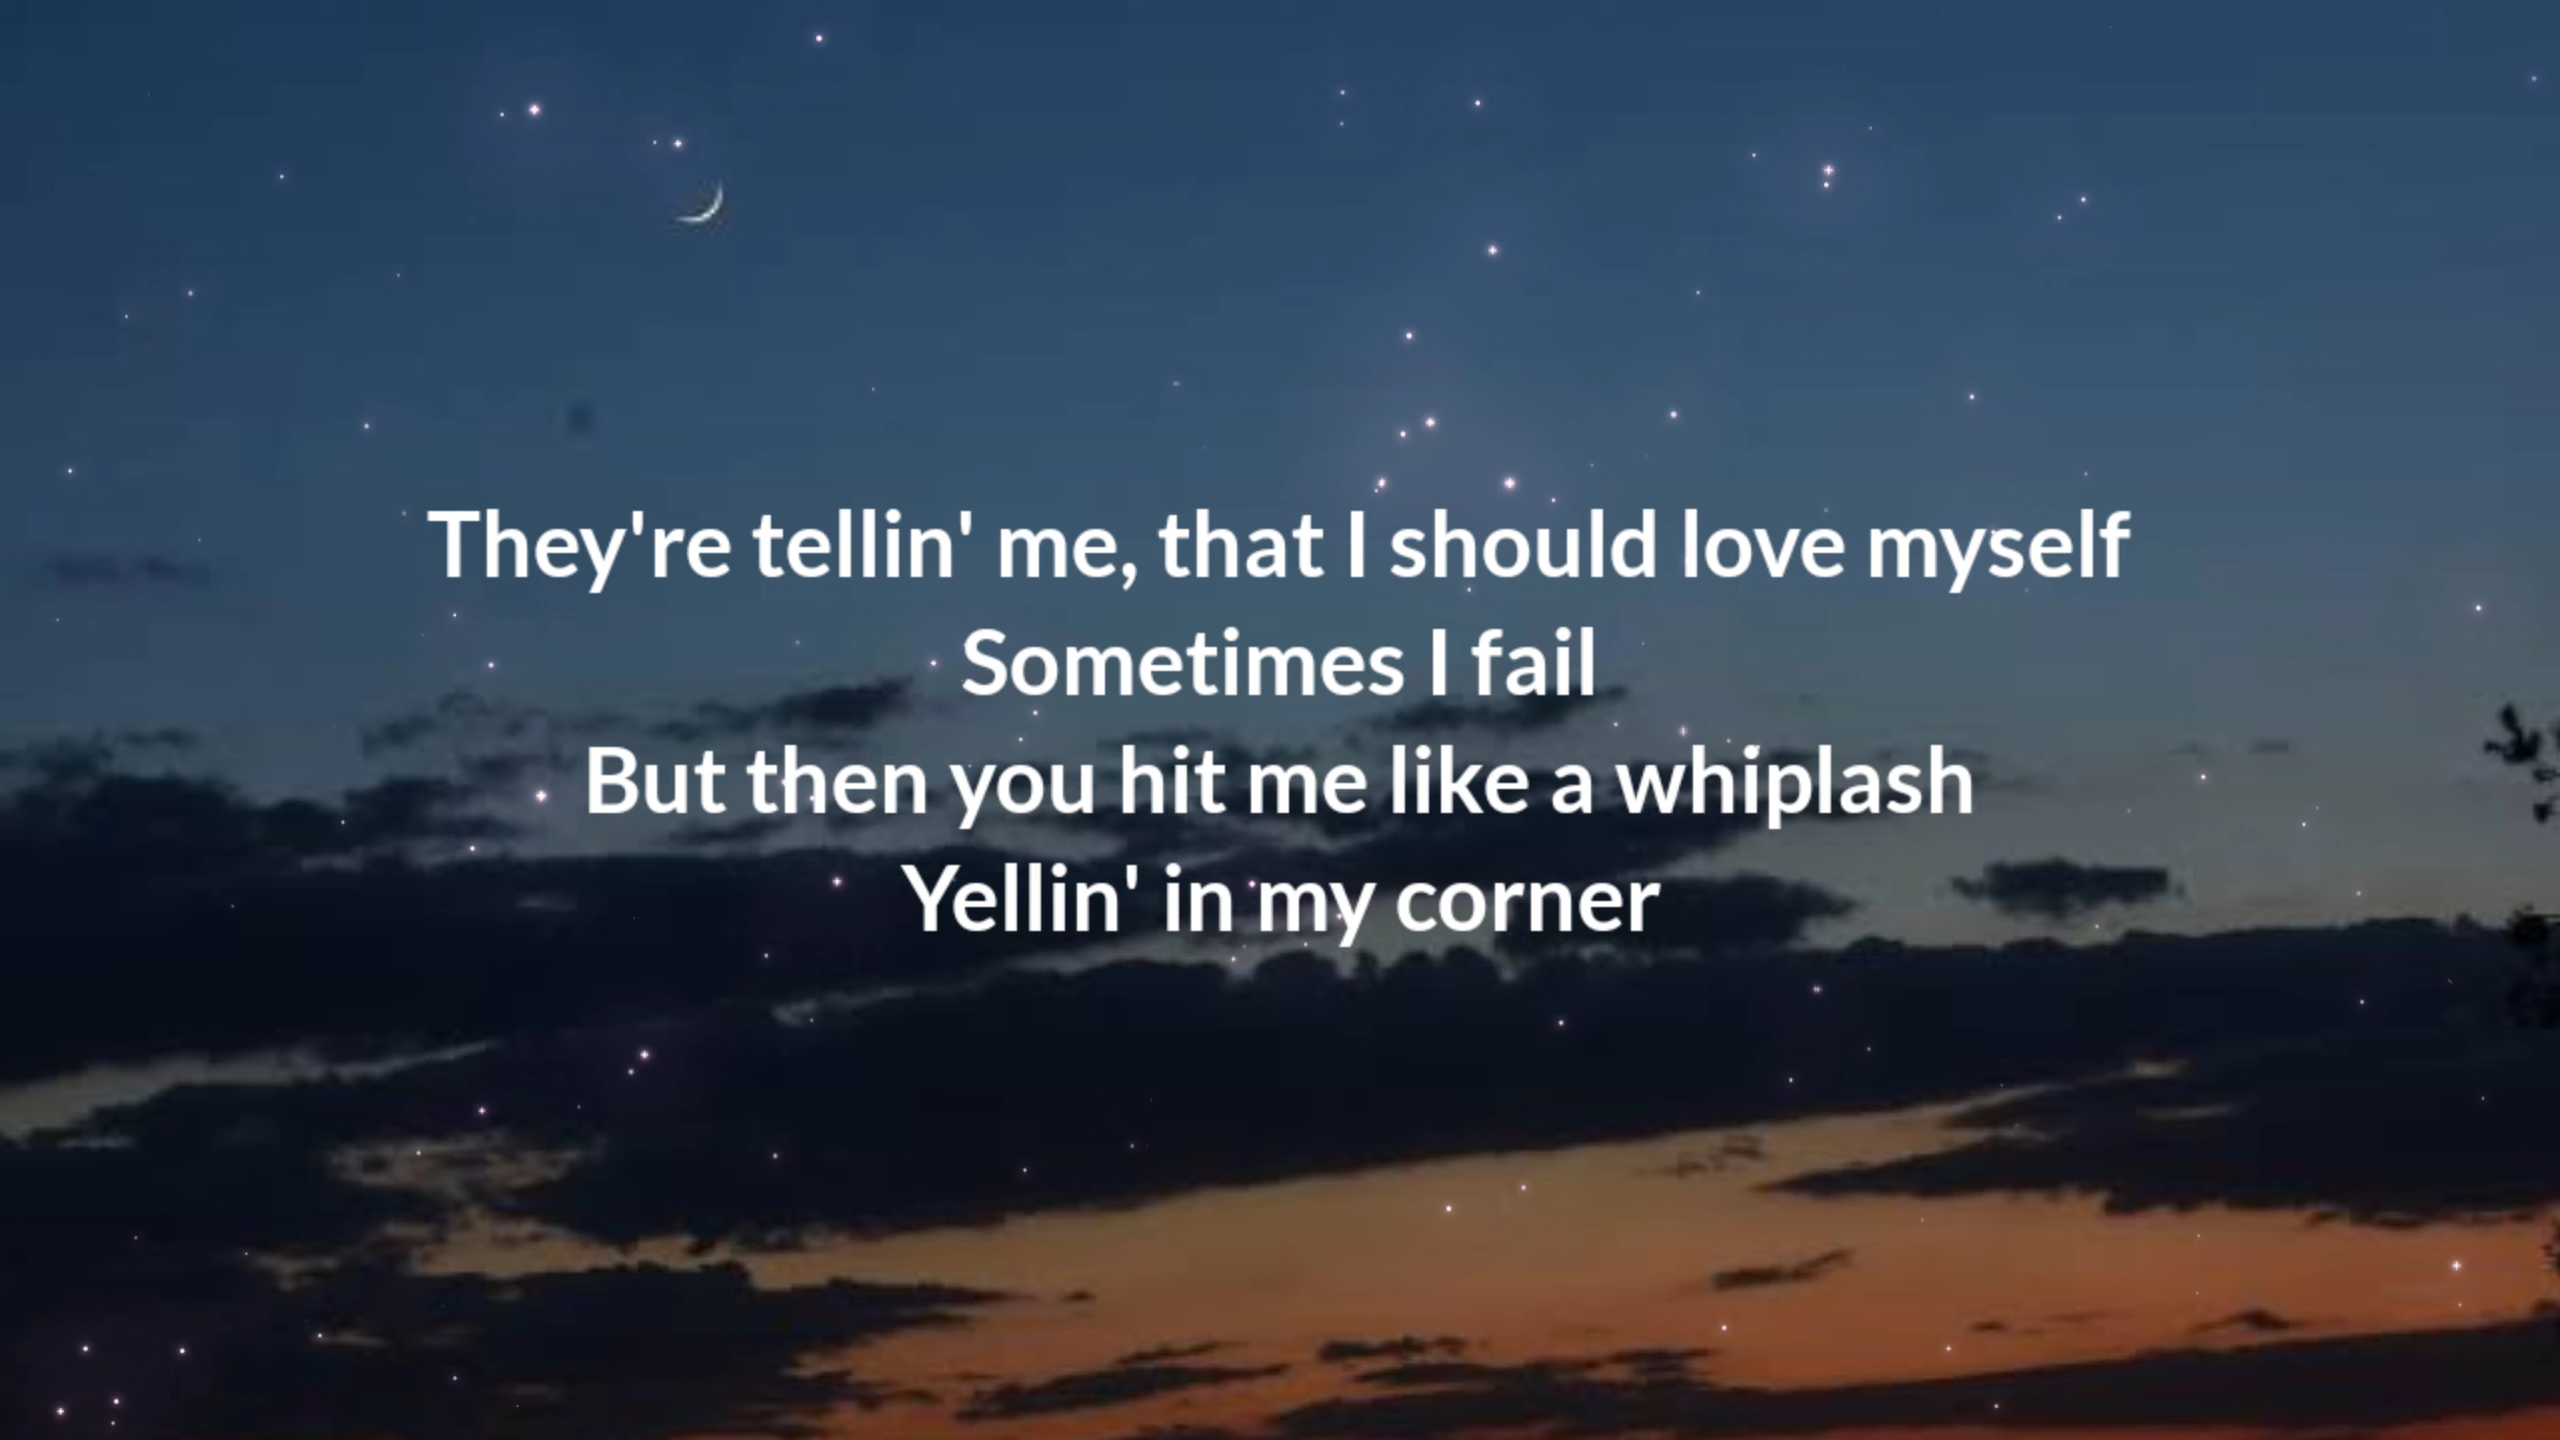 They're tellin' me, that I should love myself
Sometimes I fail
But then you hit me like a whiplash
Yellin' in my corner